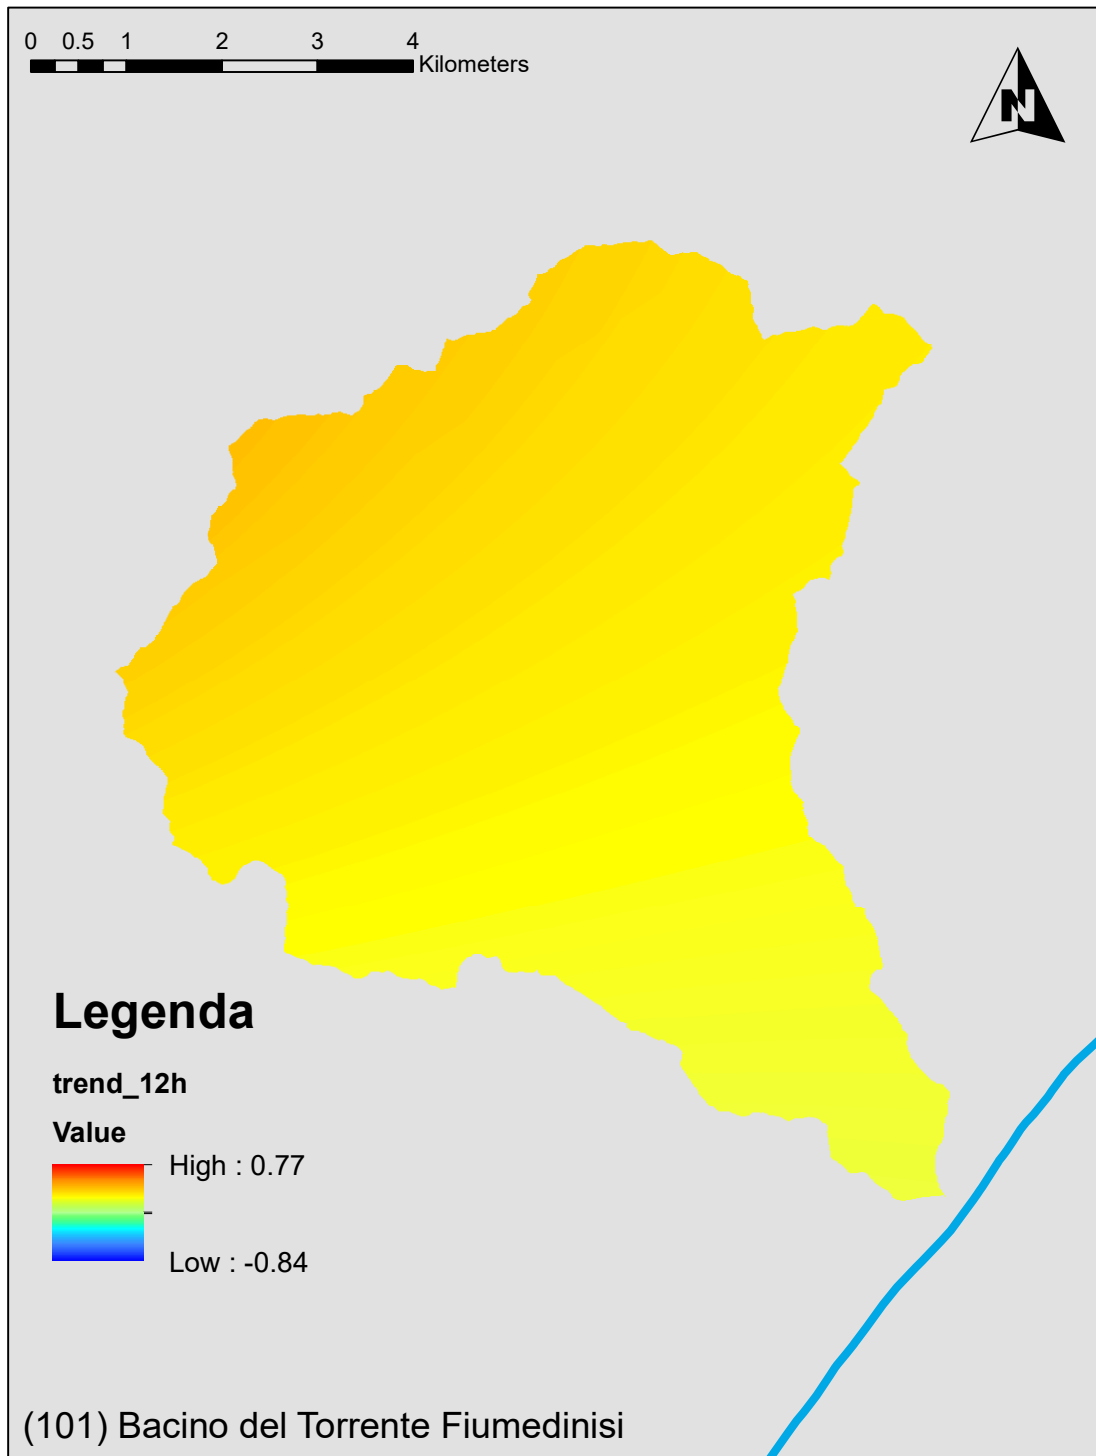 0 0.5 1 2 3 4
Kilometers
N
Legenda
trend_12h
Value
High : 0.77
Low : -0.84
(101) Bacino del Torrente Fiumedinisi